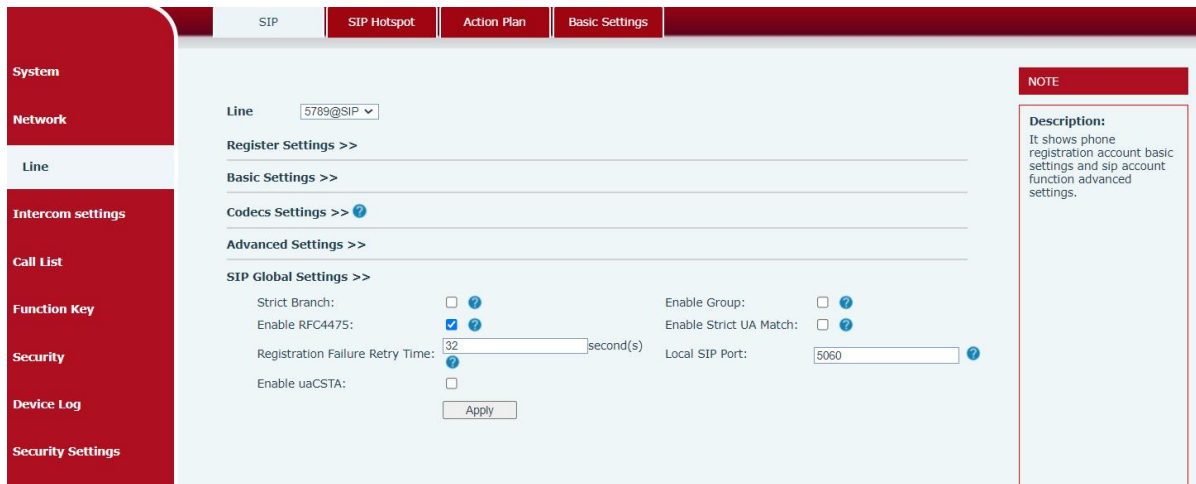 SIP
SIP Hotspot
Action Plan
Basic Settings
System
Network
Line
Intercom settings
Call List
Function Key
Security
Device Log
Security Settings
Line
5789@SIP
Register Settings >>
Basic Settings >>
Codecs Settings >> ?
Advanced Settings >>
SIP Global Settings >>
Strict Branch: ?
Enable Group: ?
Enable RFC4475: ?
Enable Strict UA Match: ?
Registration Failure Retry Time: 32 second(s) ?
Local SIP Port: 5060 ?
Enable uaCSTA:
Apply
NOTE
Description:
It shows phone
registration account basic
settings and sip account
function advanced
settings.